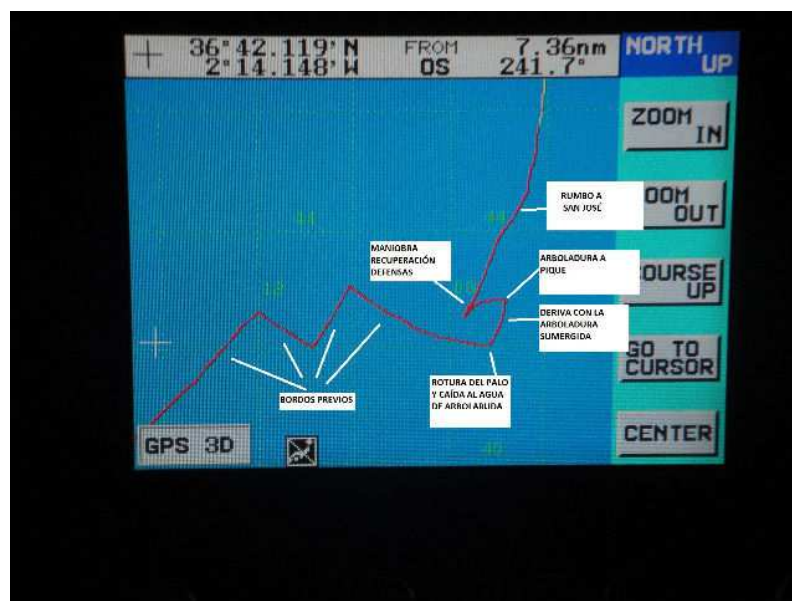 36°42.119'N FROM 7.36nm
2°14.148'W OS 241.7°
NORTH
UP
ZOOM
IN
OOM
OUT
OURSE
UP
GO TO
CURSOR
CENTER
RUMBO A
SAN JOSÉ
44
44
MANIOBRA
RECUPERACIÓN
DEFENSAS
ARBOLADURA A
PIQUE
DERIVA CON LA
ARBOLADURA
SUMERGIDA
ROTURA DEL PALO
Y CAÍDA AL AGUA
BORDOS PREVIOS
GPS 3D